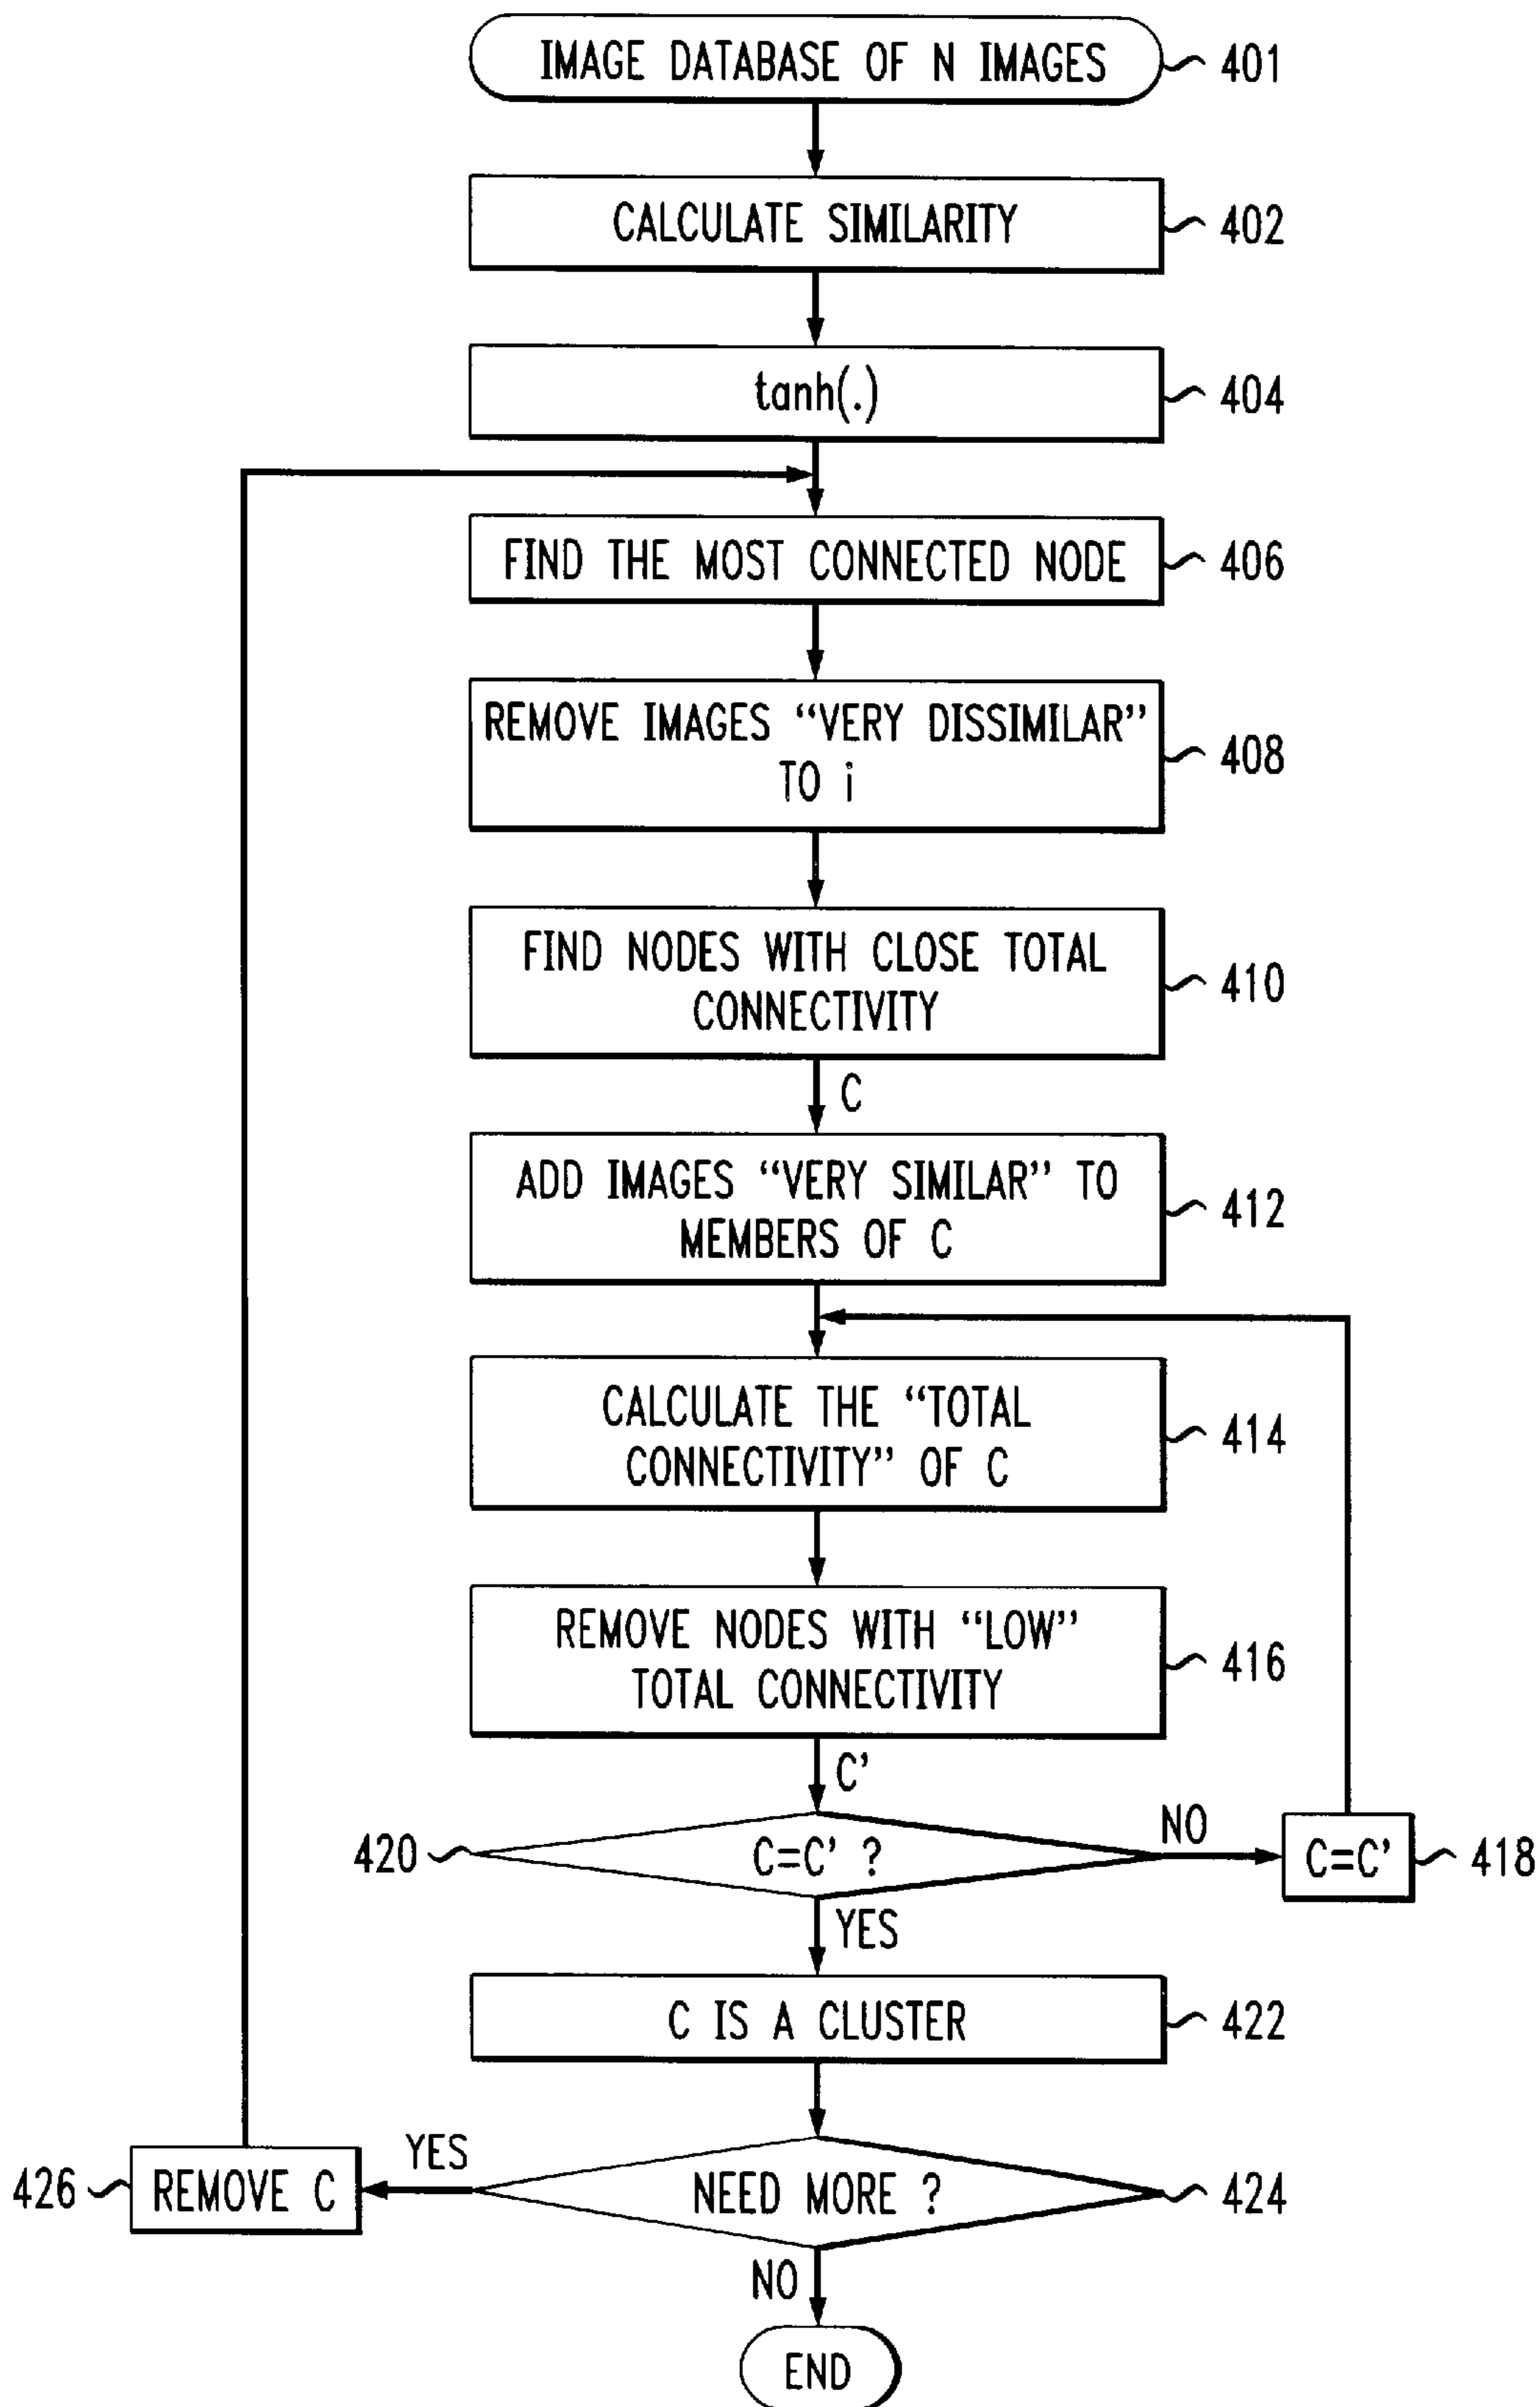 IMAGE DATABASE OF N IMAGES
401
CALCULATE SIMILARITY
402
tanh(.)
404
FIND THE MOST CONNECTED NODE
406
REMOVE IMAGES “VERY DISSIMILAR”
TO i
408
FIND NODES WITH CLOSE TOTAL
CONNECTIVITY
410
C
ADD IMAGES “VERY SIMILAR” TO
MEMBERS OF C
412
CALCULATE THE “TOTAL
CONNECTIVITY” OF C
414
REMOVE NODES WITH “LOW”
TOTAL CONNECTIVITY
416
C'
420
C=C' ?
NO
C=C'
418
YES
C IS A CLUSTER
422
426
REMOVE C
YES
NEED MORE ?
424
NO
END